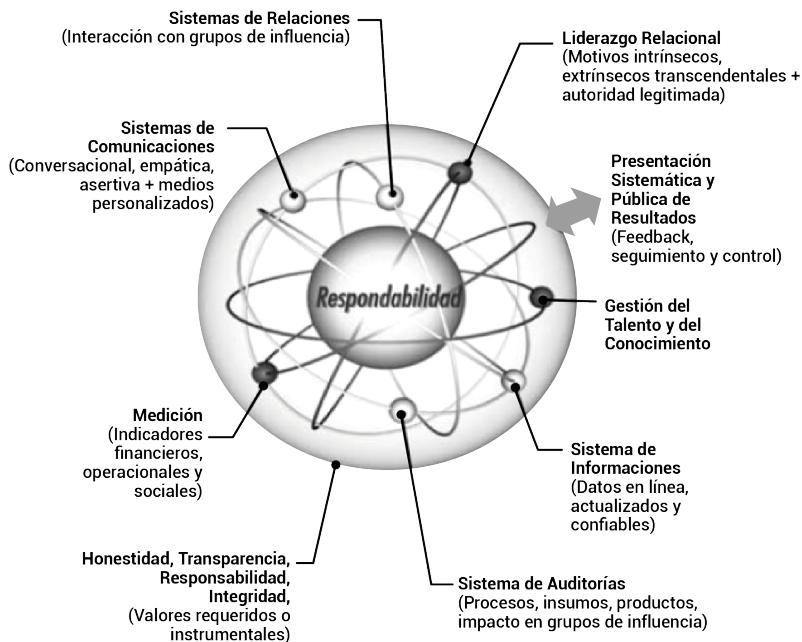 Sistemas de Relaciones
(Interacción con grupos de influencia)
Liderazgo Relacional
(Motivos intrínsecos,
extrínsecos transcendentales +
autoridad legitimada)
Sistemas de
Comunicaciones
(Conversacional, empática,
asertiva + medios
personalizados)
Presentación
Sistemática y
Pública de
Resultados
(Feedback,
seguimiento y control)
Respondabilidad
Gestión del
Talento y del
Conocimiento
Medición
(Indicadores
financieros,
operacionales y
sociales)
Sistema de
Informaciones
(Datos en línea,
actualizados y
confiables)
Honestidad, Transparencia,
Responsabilidad,
Integridad,
(Valores requeridos o
instrumentales)
Sistema de Auditorías
(Procesos, insumos, productos,
impacto en grupos de influencia)